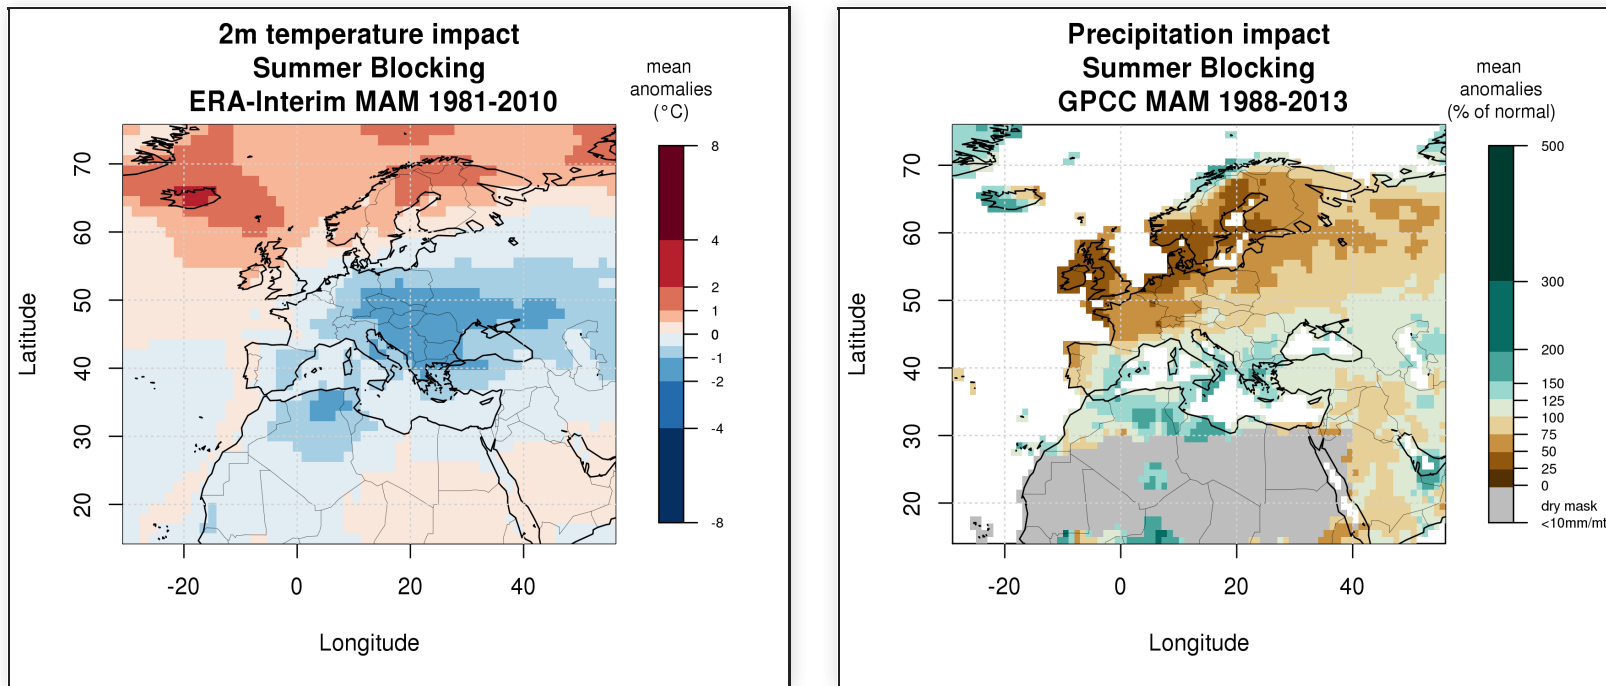 2m temperature impact
Summer Blocking
ERA-Interim MAM 1981-2010
mean
anomalies
(°C)
8
4
2
1
0
-1
-2
-4
-8
70
60
50
40
30
20
Latitude
-20
0
20
40
Longitude
Precipitation impact
Summer Blocking
GPCC MAM 1988-2013
mean
anomalies
(% of normal)
500
300
200
150
125
100
75
50
25
0
dry mask
<10mm/mt
70
60
50
40
30
20
Latitude
-20
0
20
40
Longitude